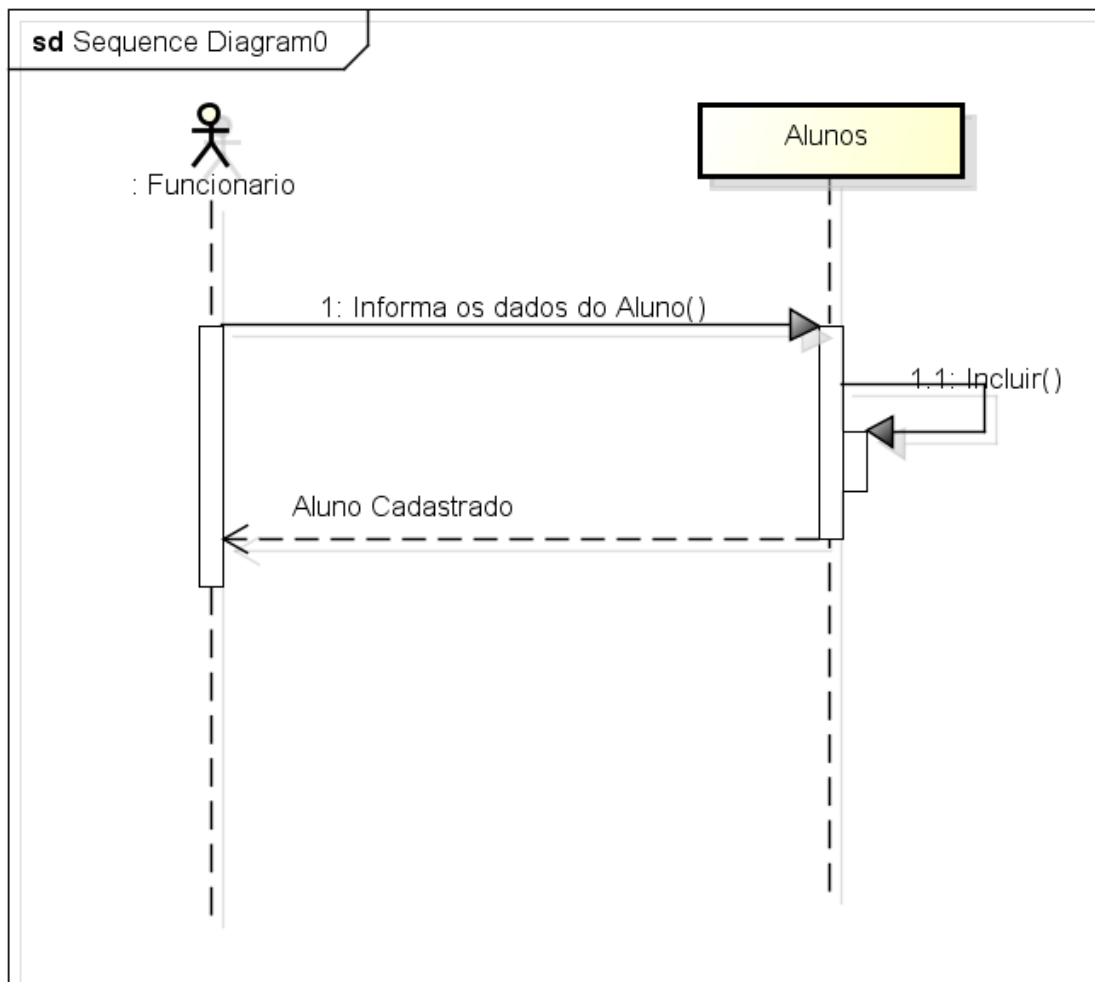 sd Sequence Diagram0
: Funcionario
Alunos
1: Informa os dados do Aluno()
1.1: Incluir()
Aluno Cadastrado